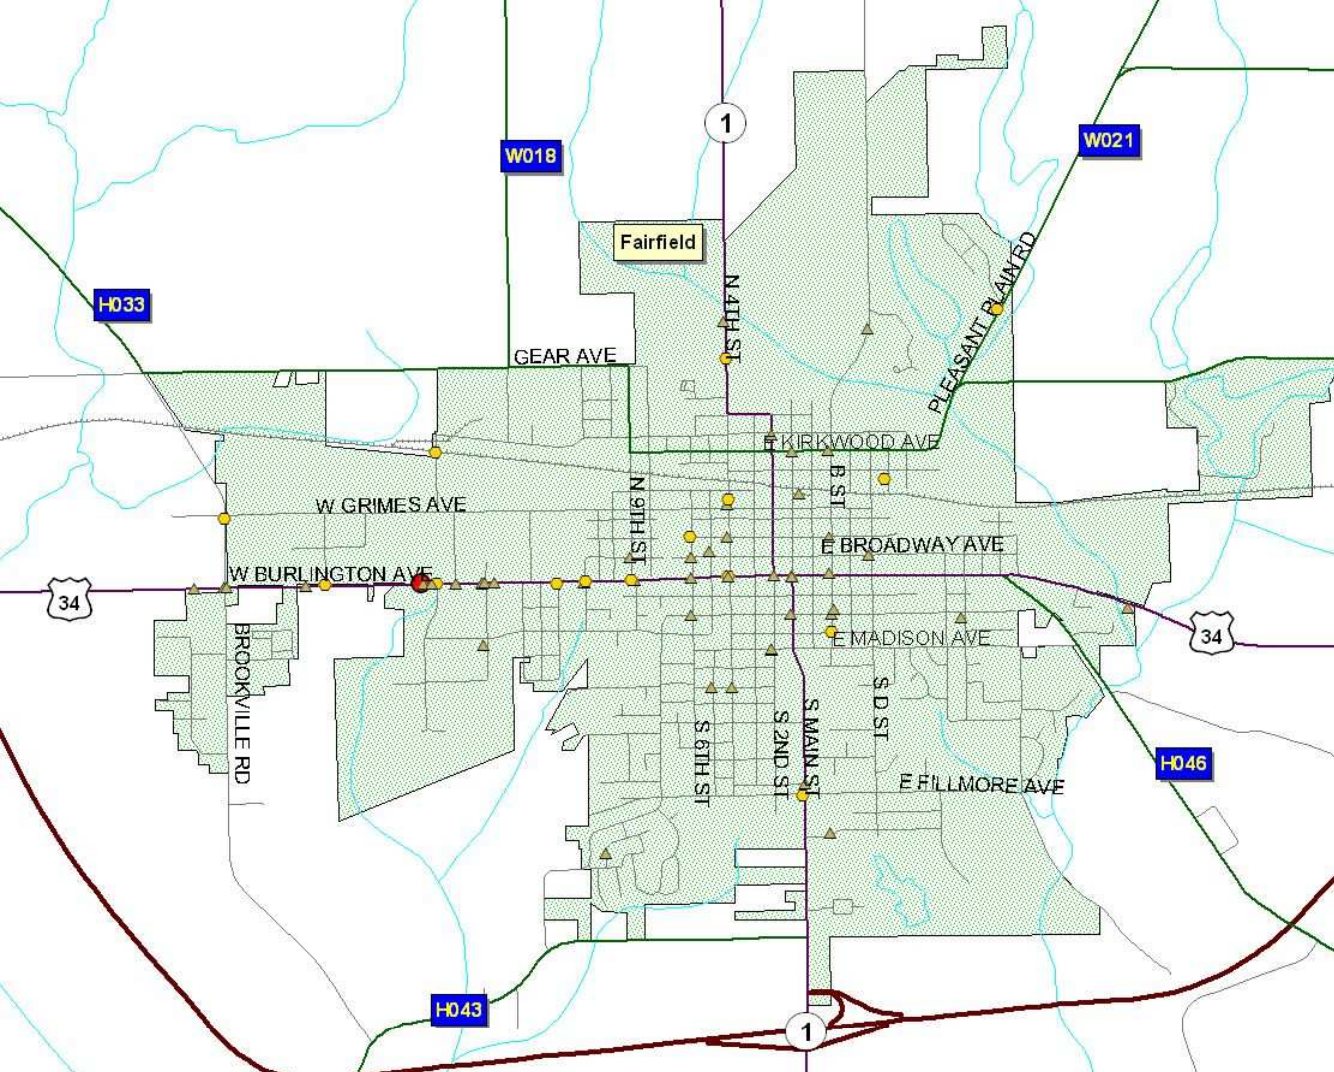 1
W018
W021
Fairfield
PLEASANT PLAIN RD
H033
N 4TH ST
GEAR AVE
E KIRKWOOD AVE
B ST
N 9TH ST
W GRIMES AVE
E BROADWAY AVE
W BURLINGTON AVE
34
34
E MADISON AVE
BROOKVILLE RD
S 6TH ST
S 2ND ST
S MAIN ST
S D ST
H046
E FILLMORE AVE
H043
1